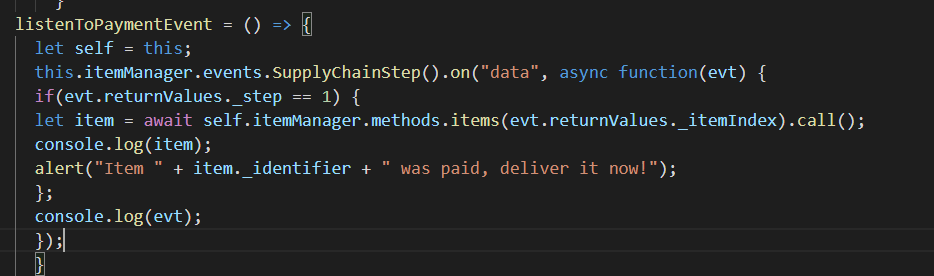 }
listenToPaymentEvent = () => {
let self = this;
this.itemManager.events.SupplyChainStep().on("data", async function(evt) {
if(evt.returnValues._step == 1) {
let item = await self.itemManager.methods.items(evt.returnValues._itemIndex).call();
console.log(item);
alert("Item " + item._identifier + " was paid, deliver it now!");
};
console.log(evt);
});
}